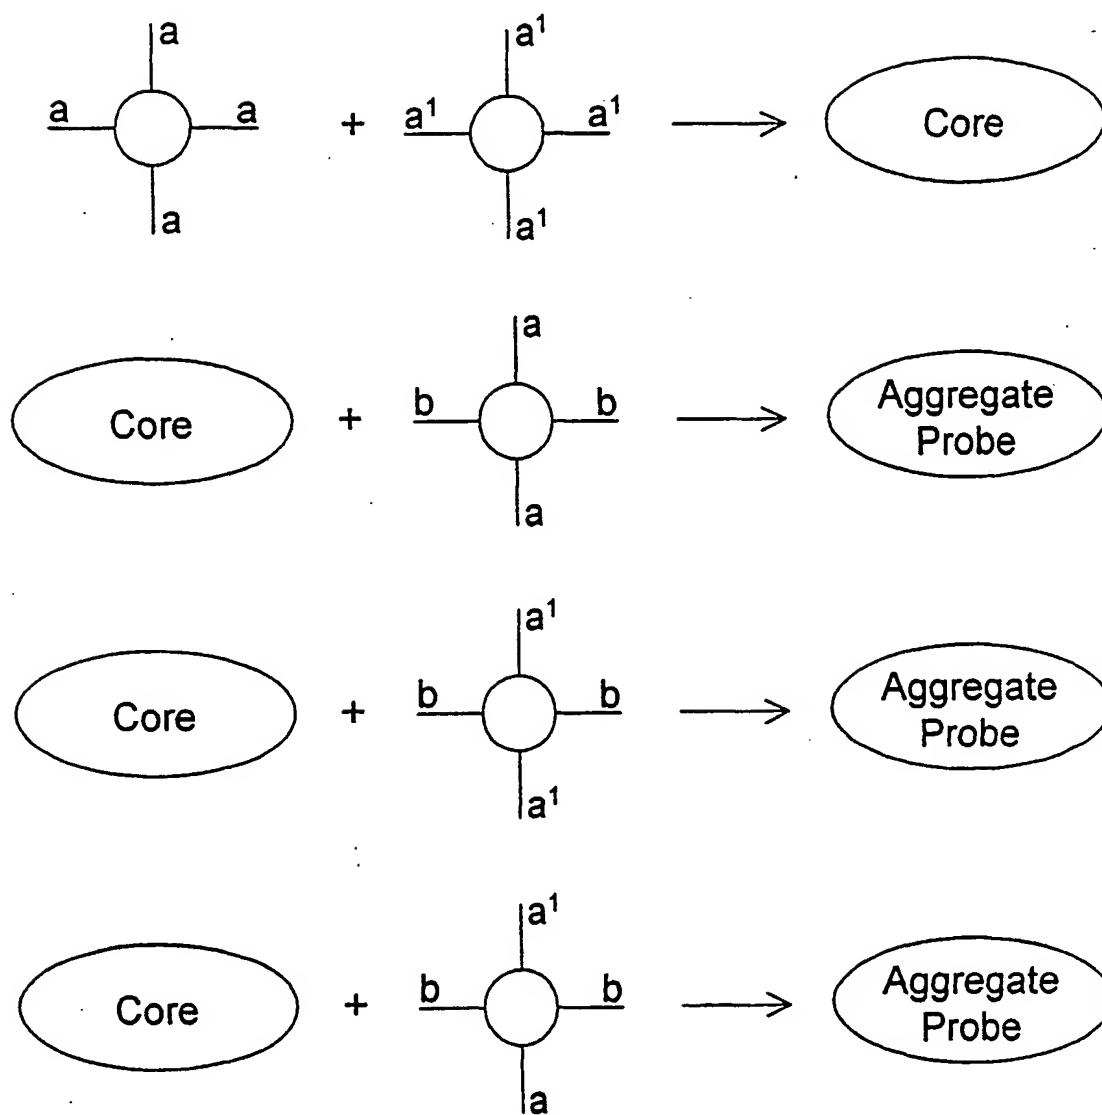 a a¹
a a + a¹ a¹ Core
a a¹
a
Core + b b Aggregate
Probe
a
a¹
Core + b b Aggregate
Probe
a¹
a¹
Core + b b Aggregate
Probe
a